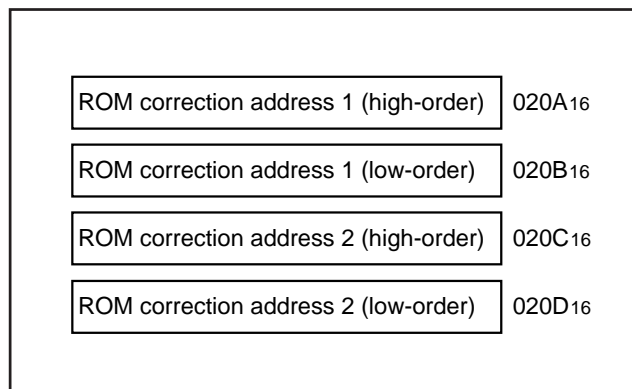 ROM correction address 1 (high-order) 020A16
ROM correction address 1 (low-order) 020B16
ROM correction address 2 (high-order) 020C16
ROM correction address 2 (low-order) 020D16